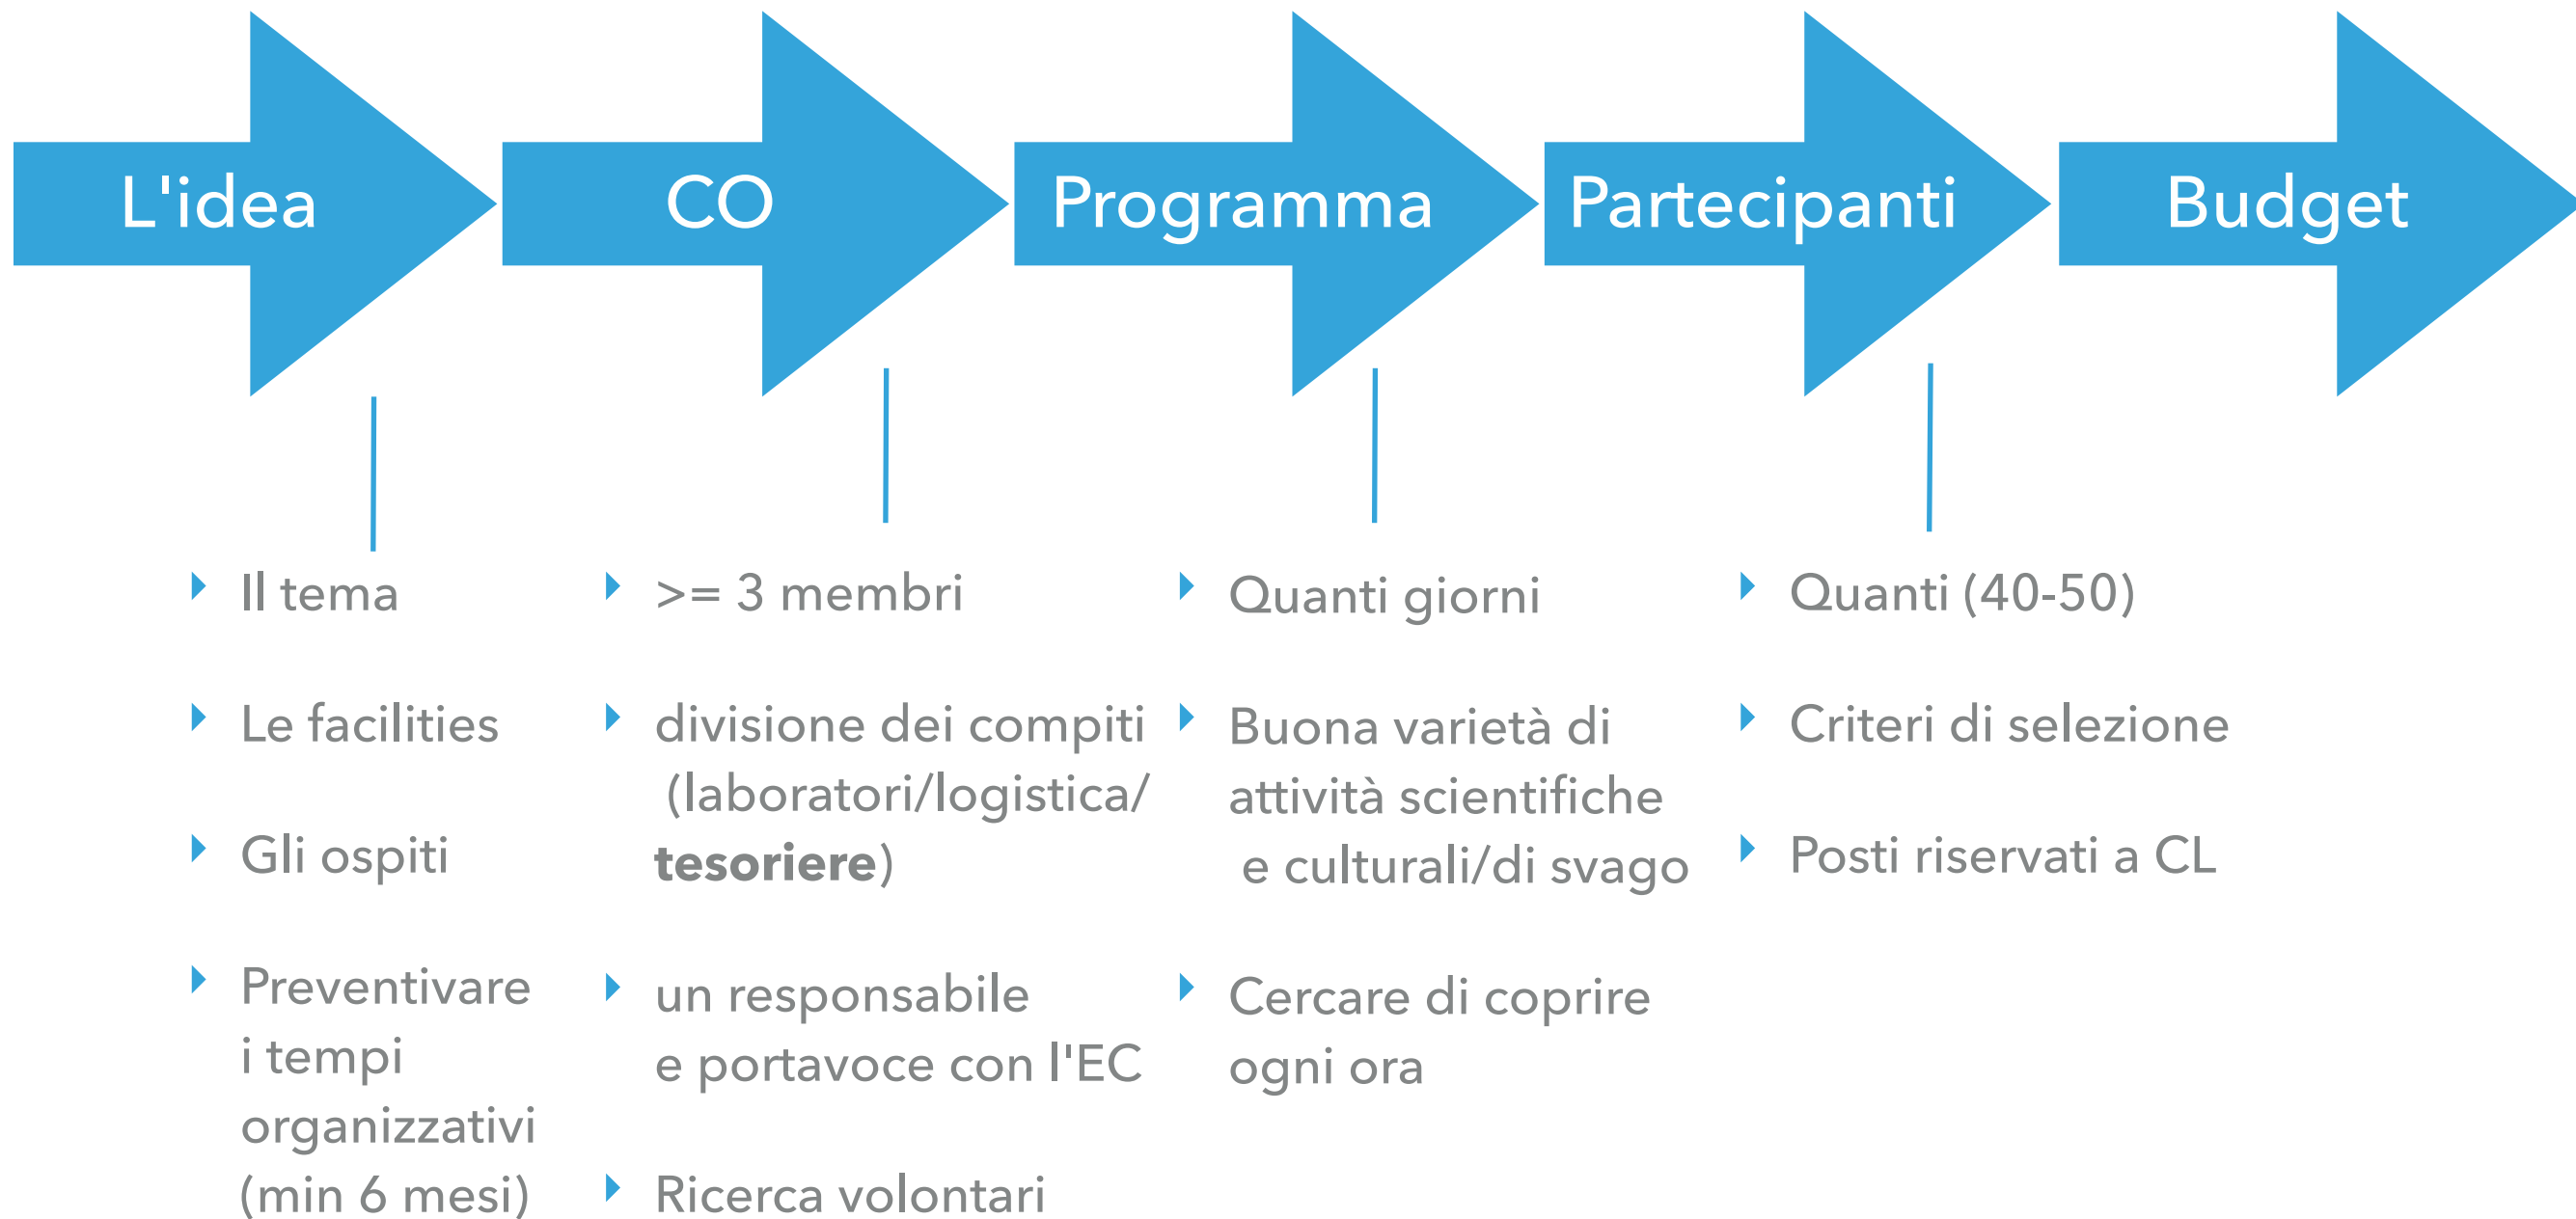 L'idea
CO
Programma
Partecipanti
Budget
Il tema
Le facilities
Gli ospiti
Preventivare
i tempi
organizzativi
(min 6 mesi)
>= 3 membri
divisione dei compiti
(laboratori/logistica/
tesoriere)
un responsabile
e portavoce con l'EC
Ricerca volontari
Quanti giorni
Buona varietà di
attività scientifiche
e culturali/di svago
Cercare di coprire
ogni ora
Quanti (40-50)
Criteri di selezione
Posti riservati a CL